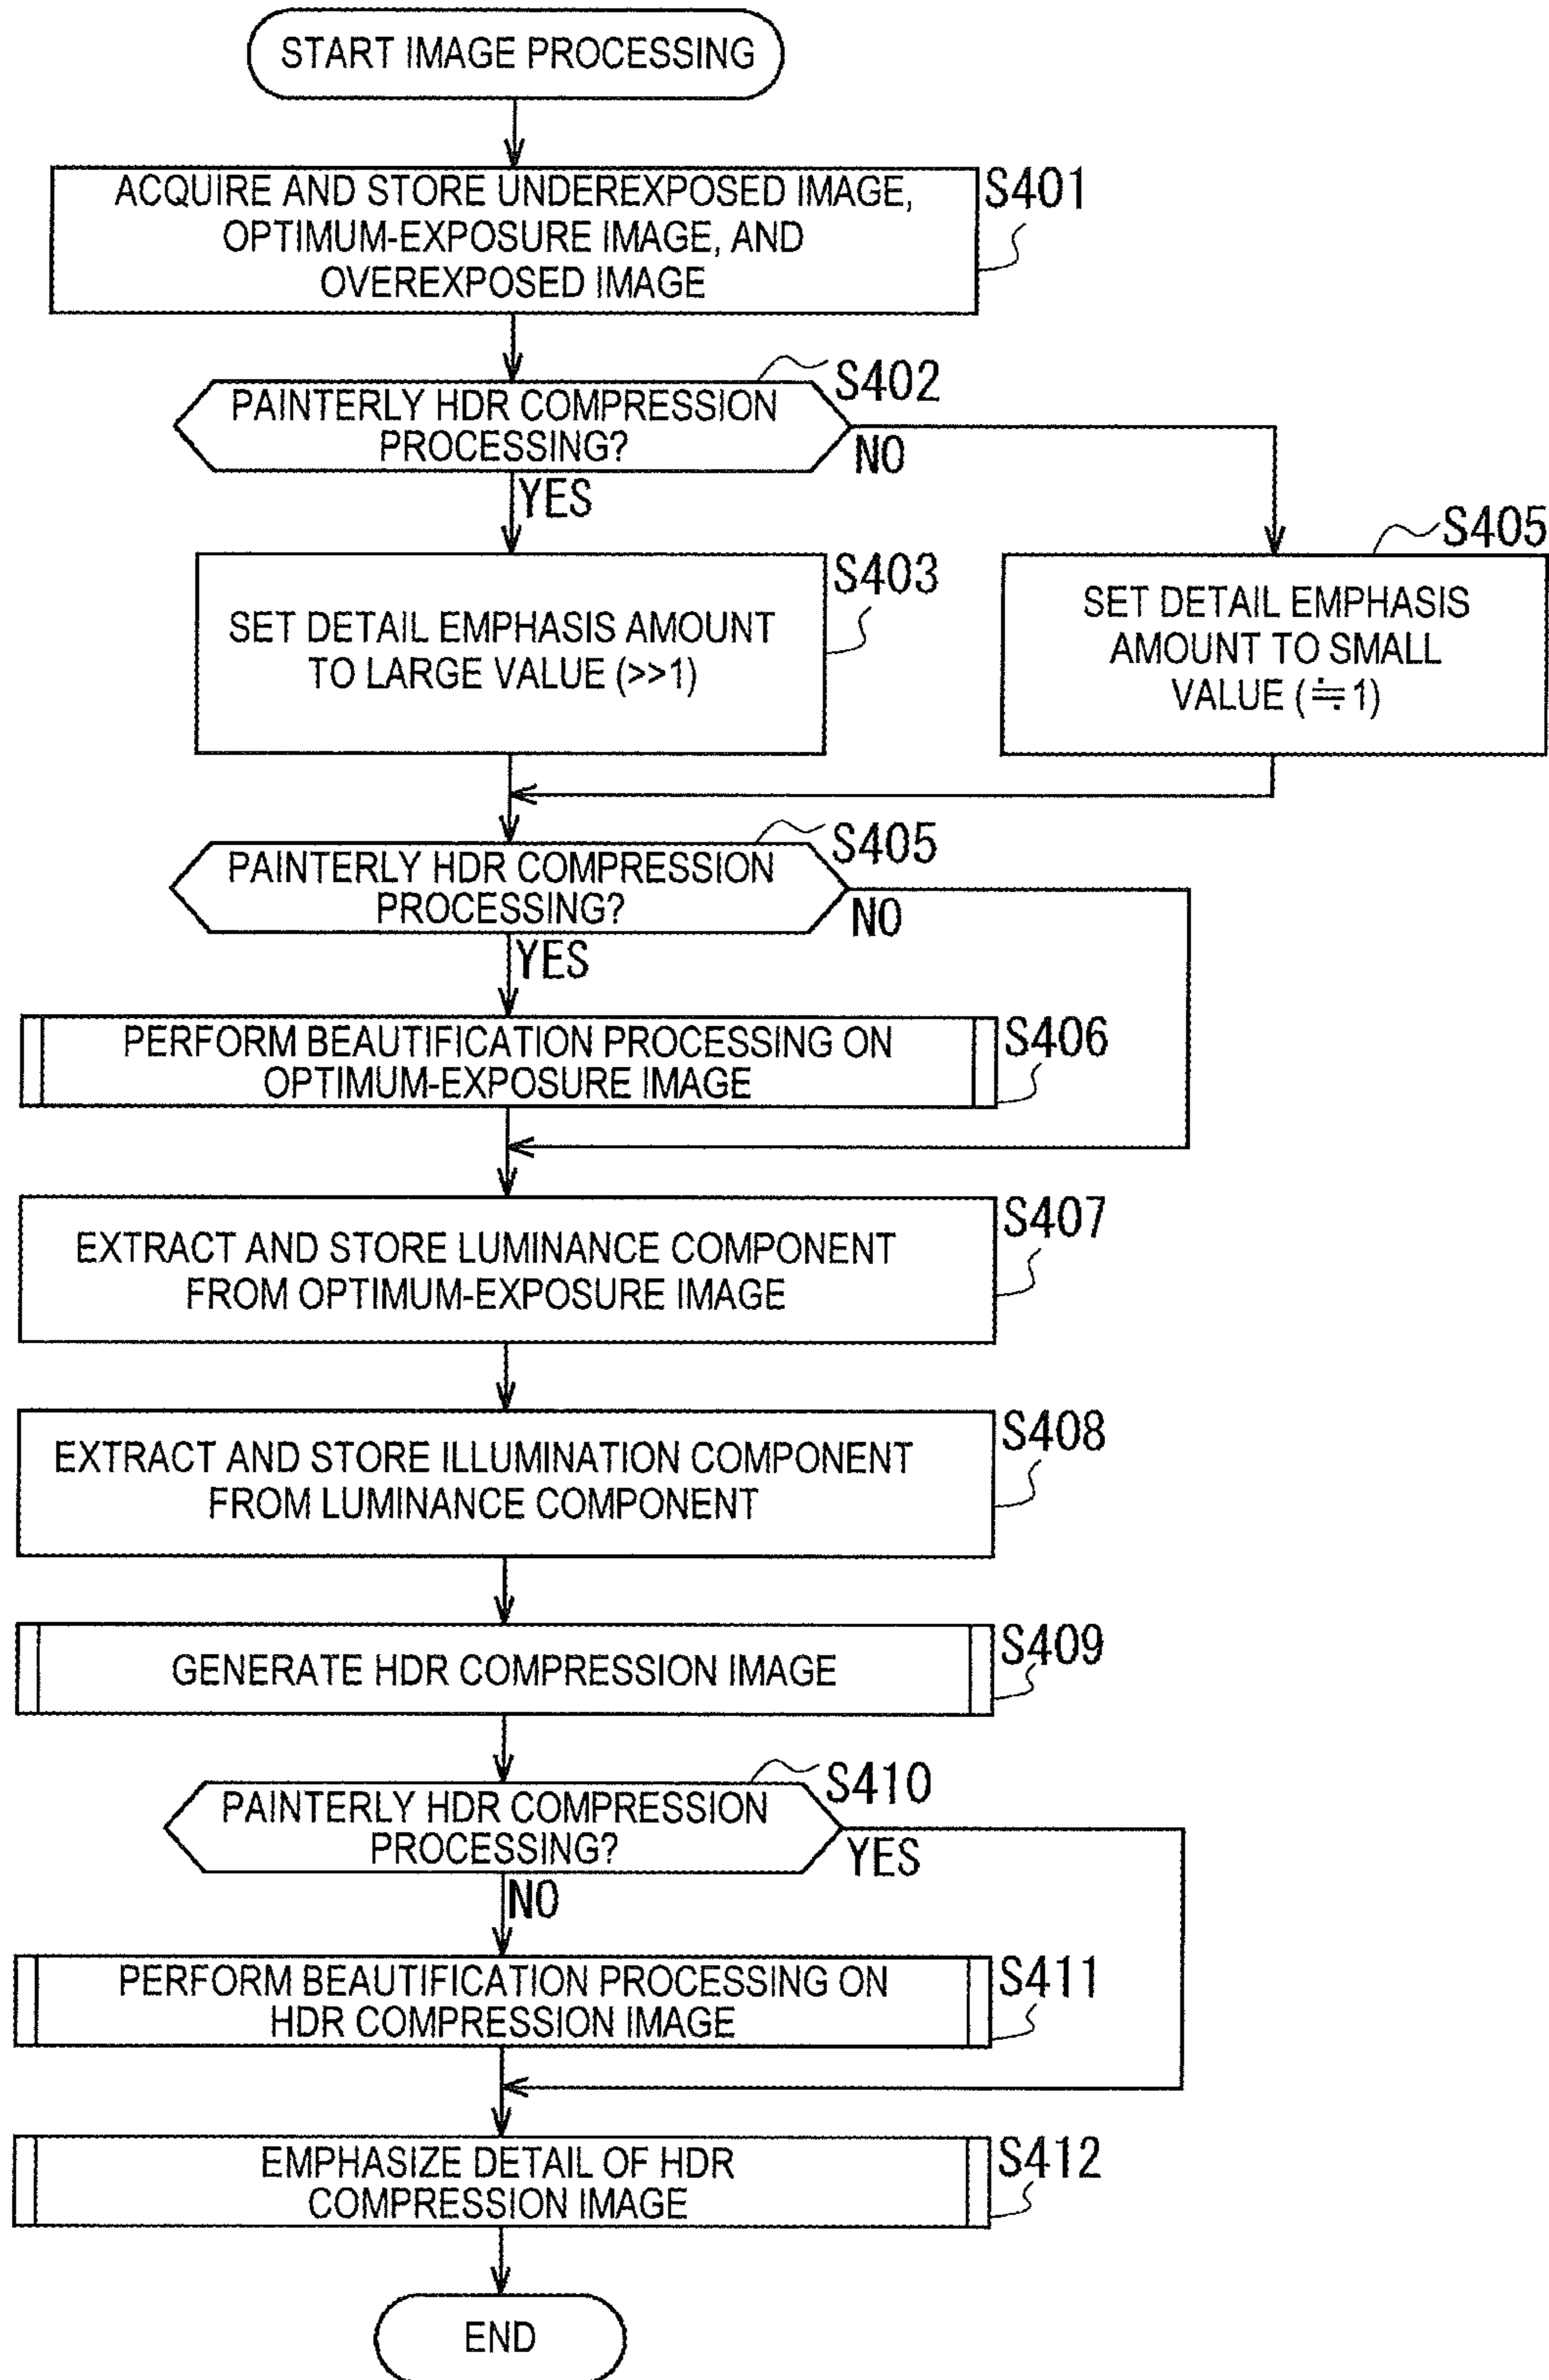 START IMAGE PROCESSING
ACQUIRE AND STORE UNDEREXPOSED IMAGE,
OPTIMUM-EXPOSURE IMAGE, AND
OVEREXPOSED IMAGE
S401
PAINTERLY HDR COMPRESSION
PROCESSING?
S402
NO
YES
SET DETAIL EMPHASIS AMOUNT
TO LARGE VALUE (>>1)
S403
SET DETAIL EMPHASIS
AMOUNT TO SMALL
VALUE (≒1)
S405
PAINTERLY HDR COMPRESSION
PROCESSING?
S405
NO
YES
PERFORM BEAUTIFICATION PROCESSING ON
OPTIMUM-EXPOSURE IMAGE
S406
EXTRACT AND STORE LUMINANCE COMPONENT
FROM OPTIMUM-EXPOSURE IMAGE
S407
EXTRACT AND STORE ILLUMINATION COMPONENT
FROM LUMINANCE COMPONENT
S408
GENERATE HDR COMPRESSION IMAGE
S409
PAINTERLY HDR COMPRESSION
PROCESSING?
S410
YES
NO
PERFORM BEAUTIFICATION PROCESSING ON
HDR COMPRESSION IMAGE
S411
EMPHASIZE DETAIL OF HDR
COMPRESSION IMAGE
S412
END